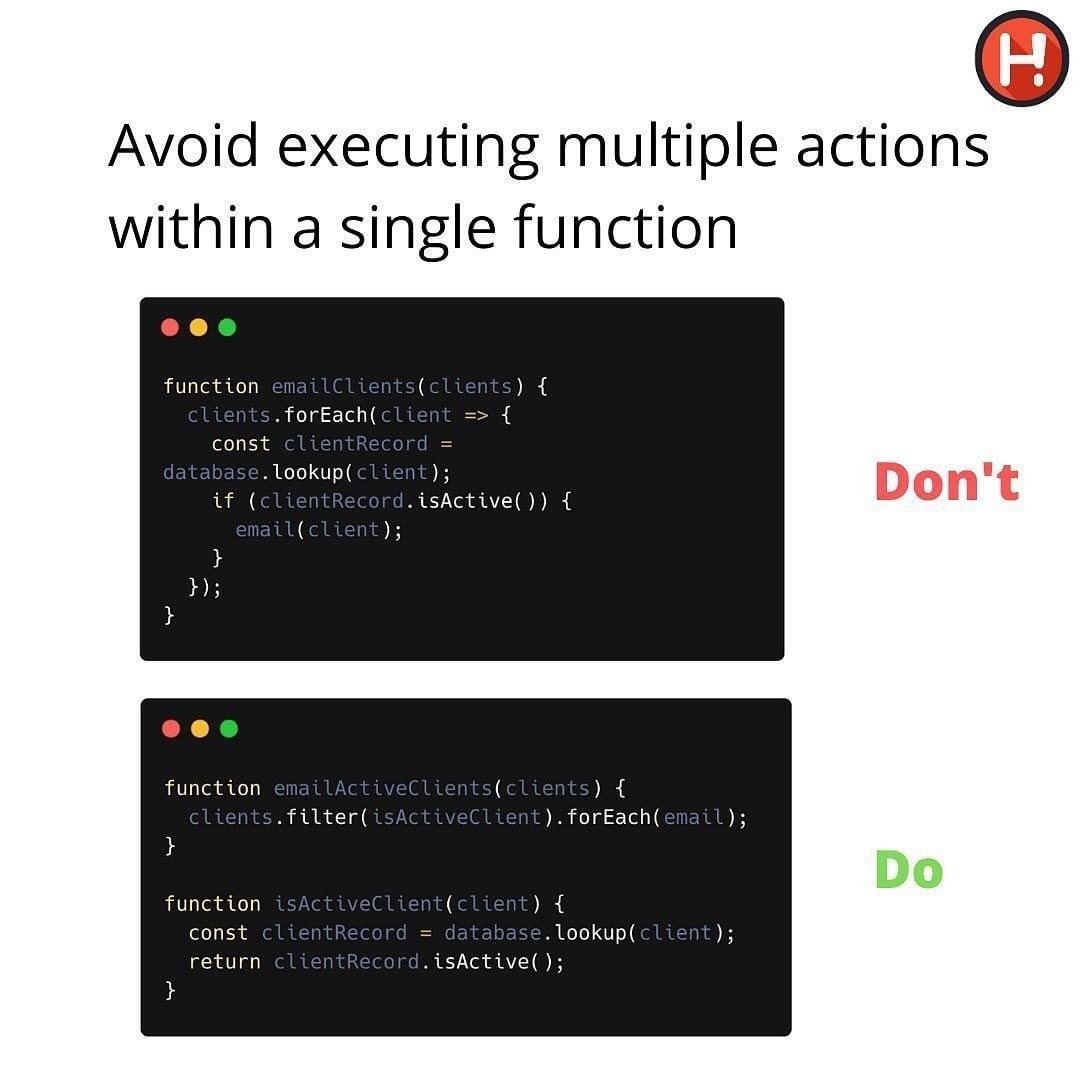 H!
Avoid executing multiple actions
within a single function
function emailClients(clients) {
  clients.forEach(client => {
    const clientRecord =
database.lookup(client);
    if (clientRecord.isActive()) {
      email(client);
    }
  });
}
Don't
function emailActiveClients(clients) {
  clients.filter(isActiveClient).forEach(email);
}

function isActiveClient(client) {
  const clientRecord = database.lookup(client);
  return clientRecord.isActive();
}
Do